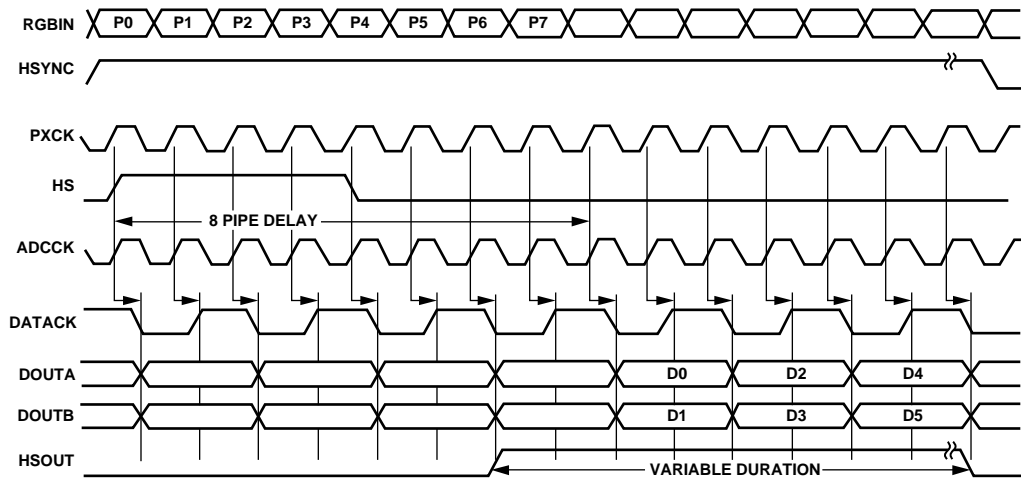 RGBIN P0 P1 P2 P3 P4 P5 P6 P7
HSYNC
PXCK
HS
8 PIPE DELAY
ADCCK
DATACK
DOUTA D0 D2 D4
DOUTB D1 D3 D5
HSOUT VARIABLE DURATION